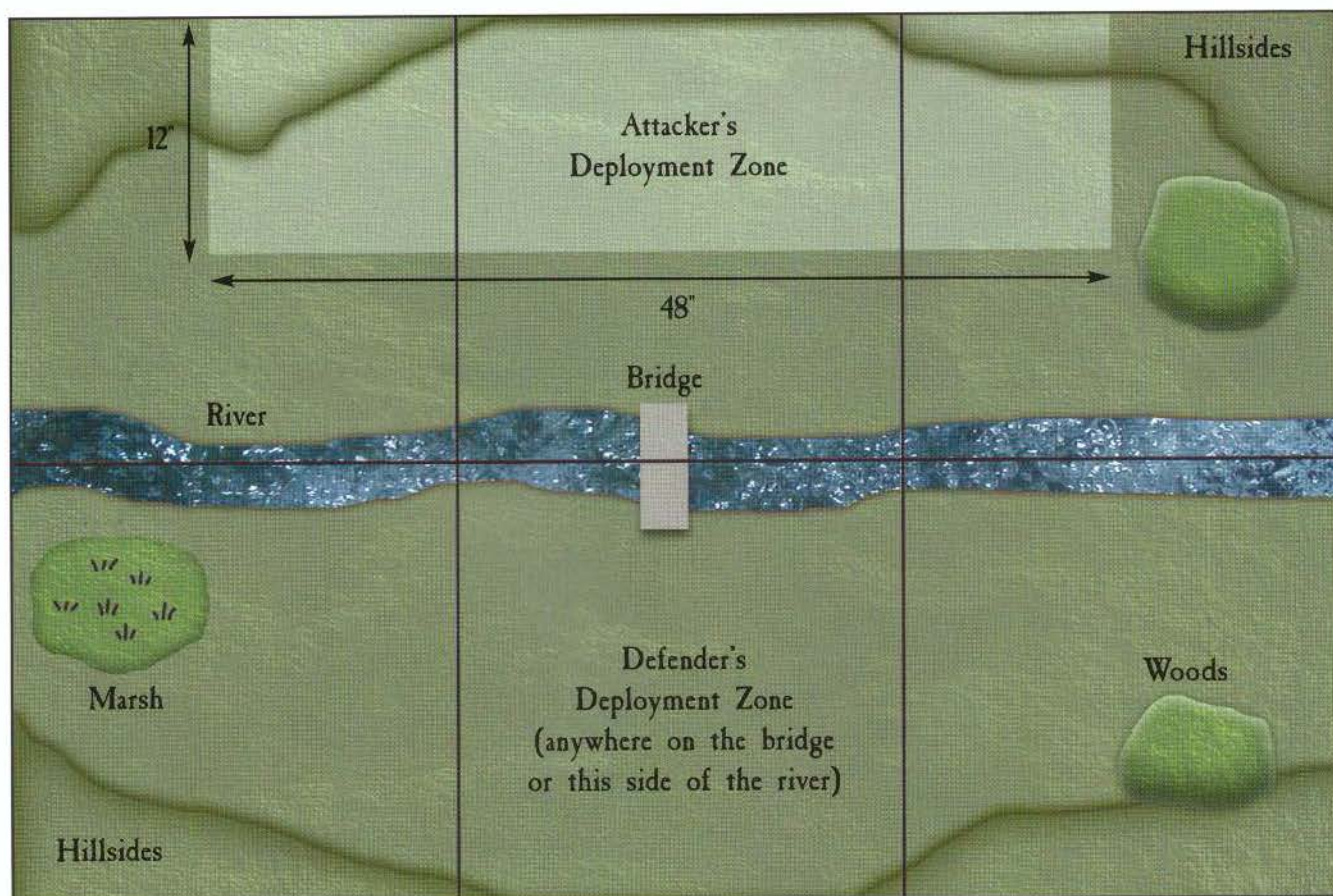 Hillsides
12"
Attacker's
Deployment Zone
48"
Bridge
River
Marsh
Defender's
Deployment Zone
(anywhere on the bridge
or this side of the river)
Woods
Hillsides